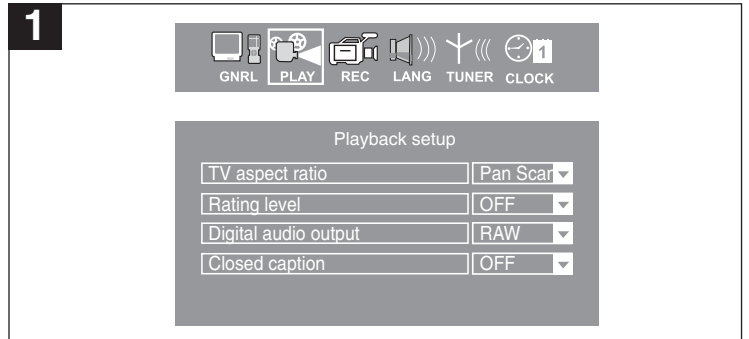 1
GNRL PLAY REC LANG TUNER CLOCK
1
Playback setup
TV aspect ratio Pan Scan
Rating level OFF
Digital audio output RAW
Closed caption OFF